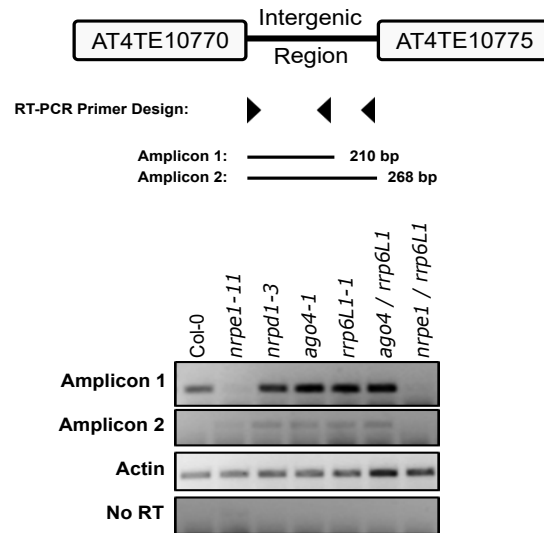 AT4TE10770
Intergenic
Region
AT4TE10775
RT-PCR Primer Design:
Amplicon 1: 210 bp
Amplicon 2: 268 bp
Col-0
nrpe1-11
nrpd1-3
ago4-1
rrp6L1-1
ago4 / rrp6L1
nrpe1 / rrp6L1
Amplicon 1
Amplicon 2
Actin
No RT